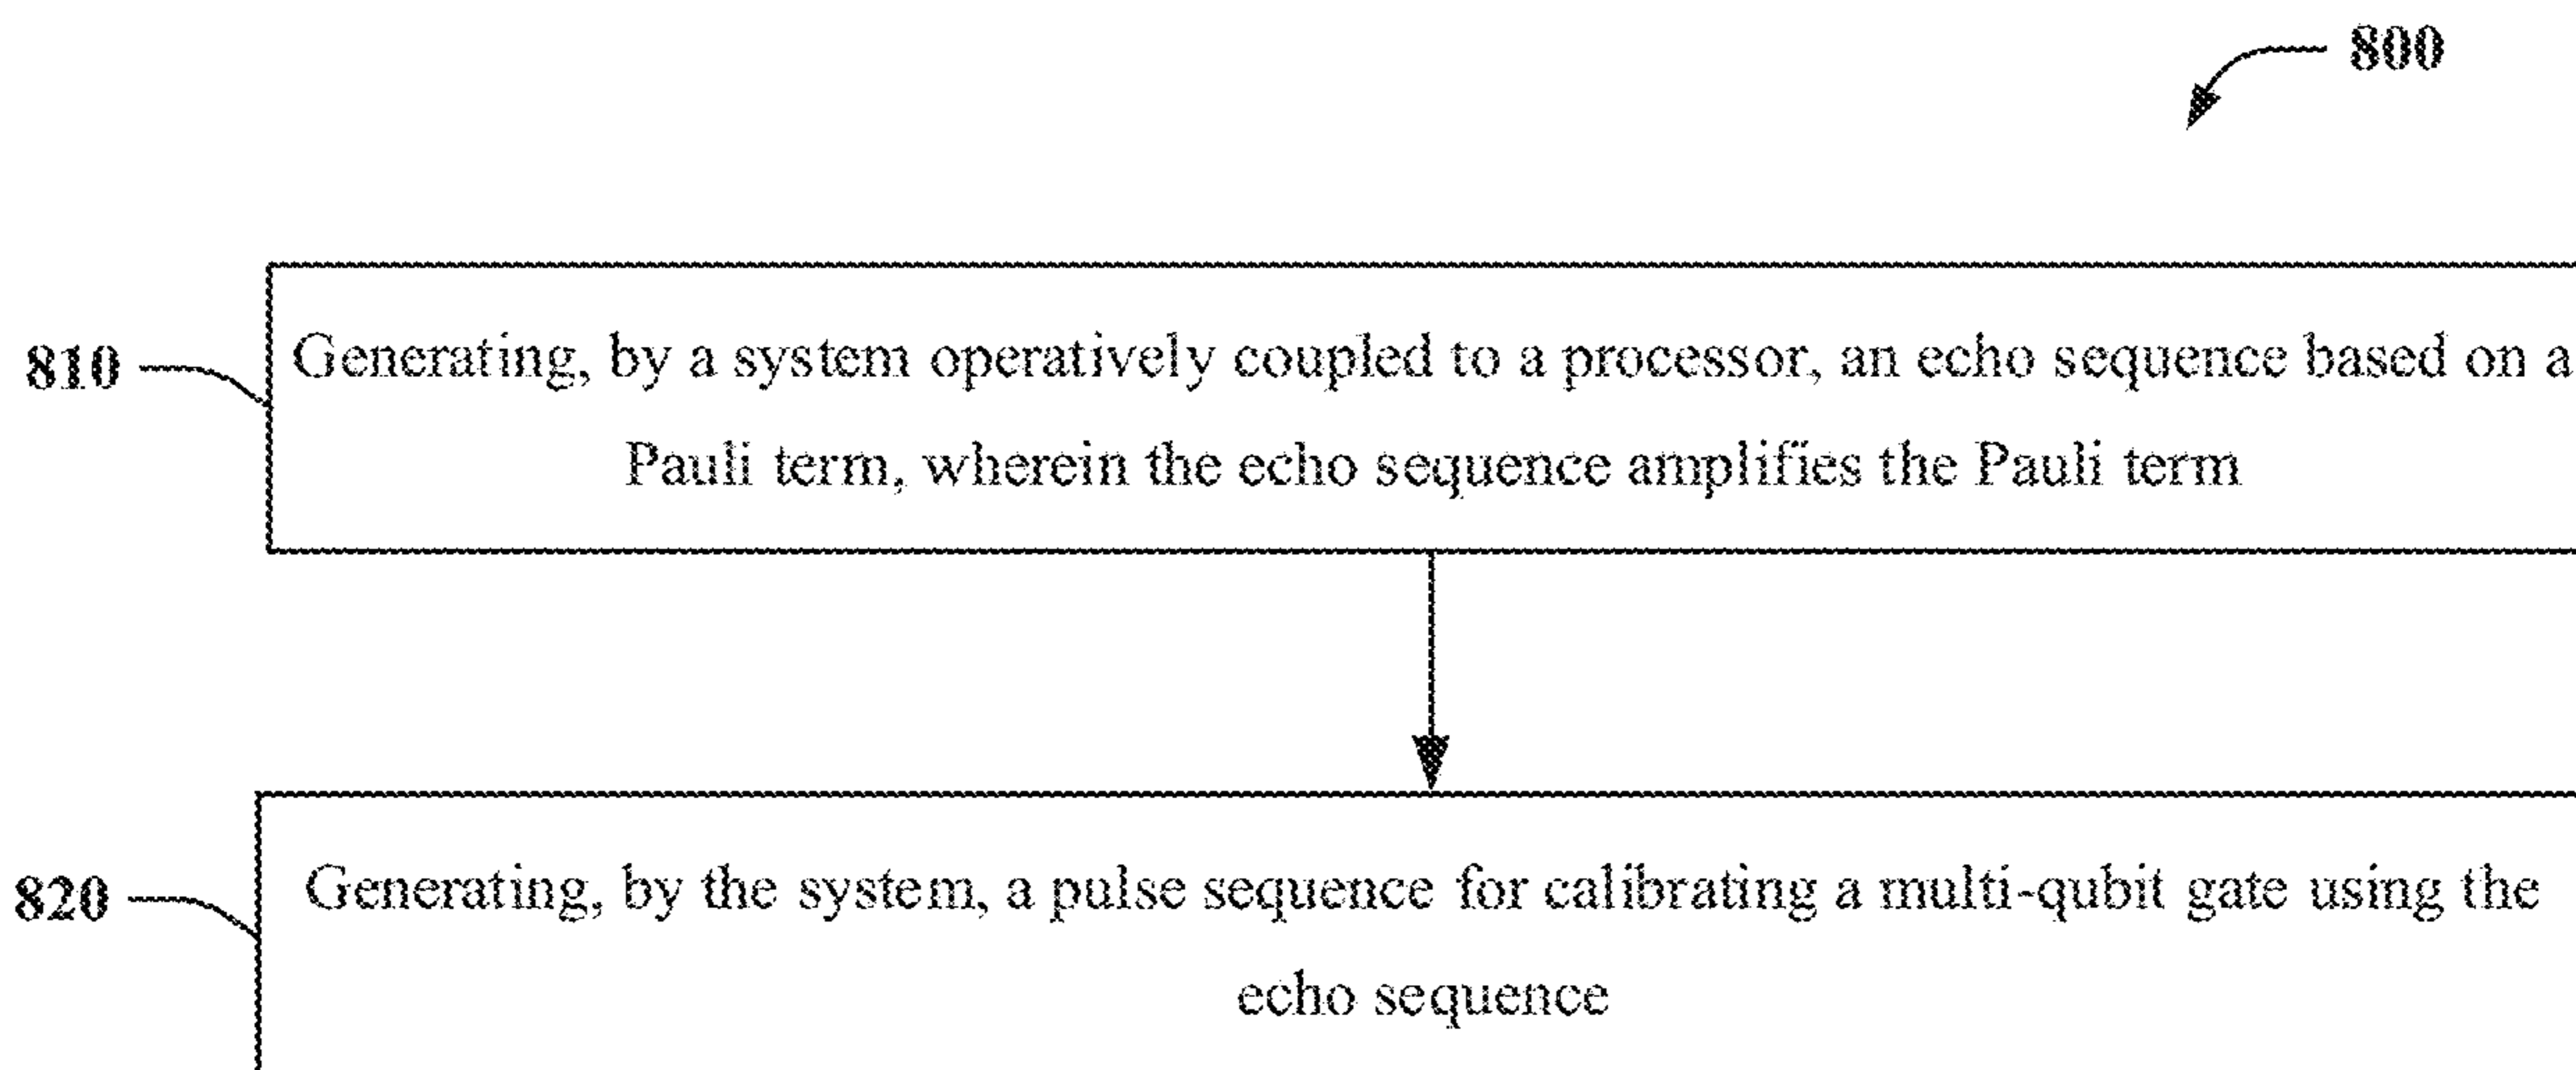 800
810
Generating, by a system operatively coupled to a processor, an echo sequence based on a
Pauli term, wherein the echo sequence amplifies the Pauli term
820
Generating, by the system, a pulse sequence for calibrating a multi-qubit gate using the
echo sequence